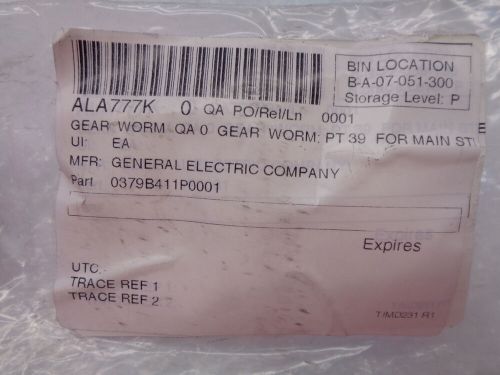 BIN LOCATION
B-A-07-051-300
Storage Level: P
ALA777K 0 QA PO/Rel/Ln 0001
GEAR WORM QA 0 GEAR WORM: PT 39 FOR MAIN
UI: EA
MFR: GENERAL ELECTRIC COMPANY
Part 0379B411P0001
Expires
UTC:
TRACE REF 1
TRACE REF 2
T/MD231 R1